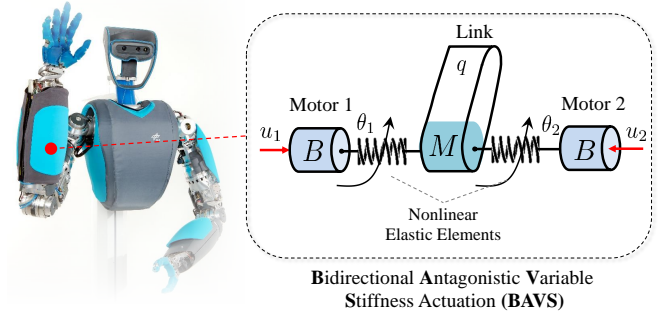 Link
q
Motor 1
Motor 2
u1
θ1
θ2
u2
B
M
B
Nonlinear
Elastic Elements
Bidirectional Antagonistic Variable
Stiffness Actuation (BAVS)